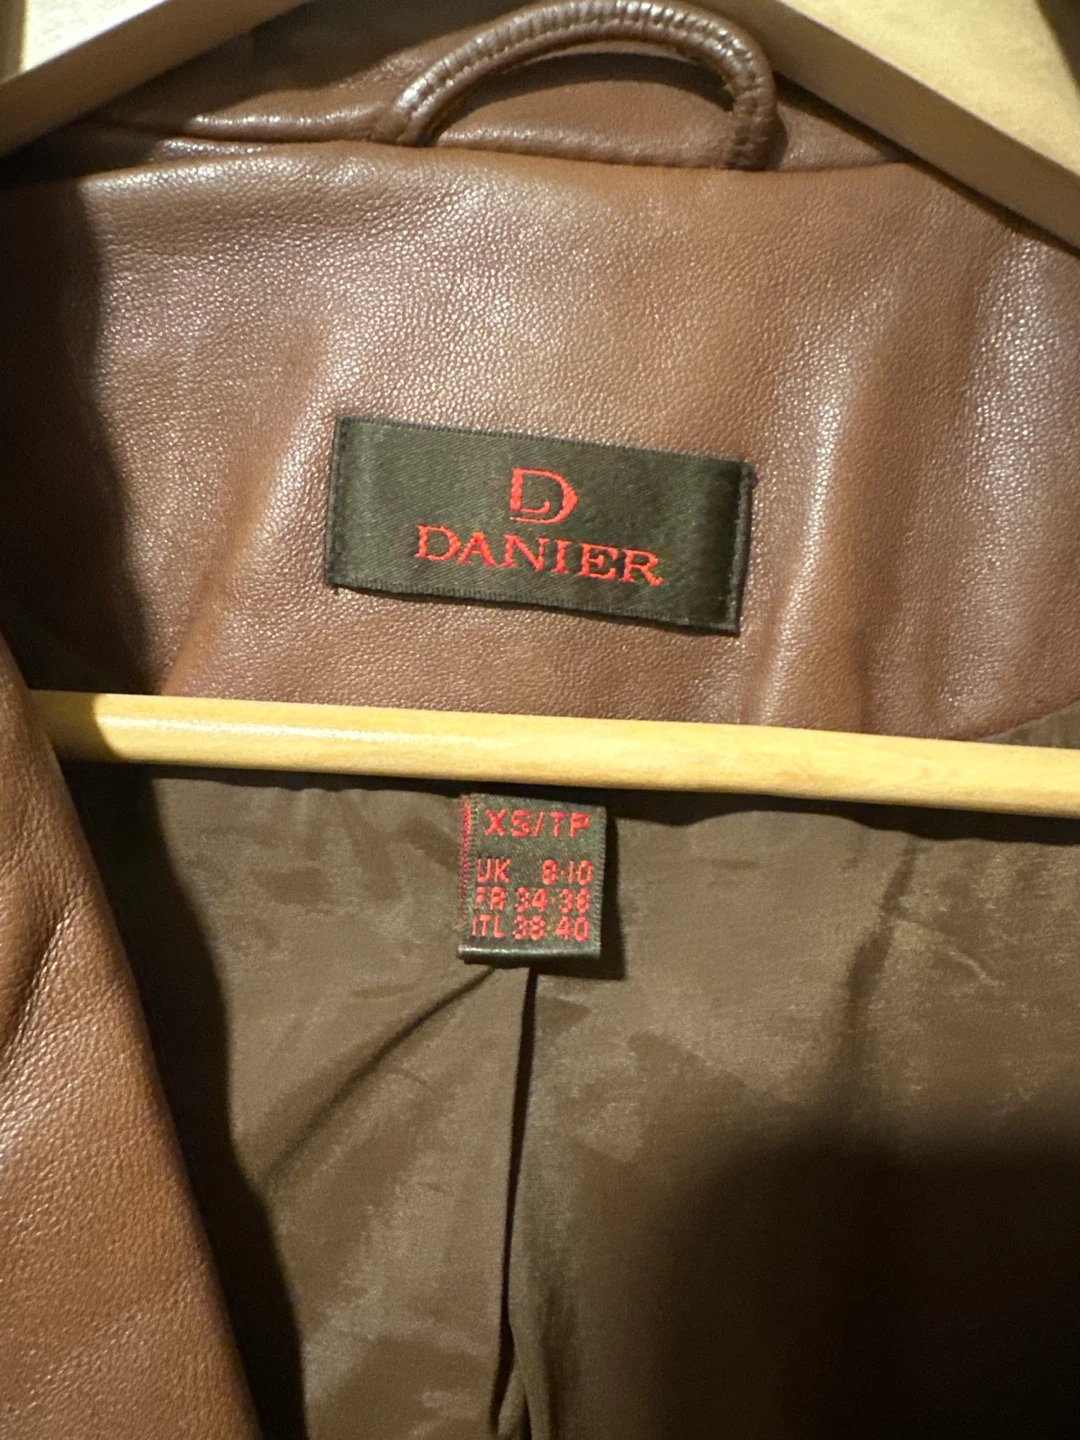 D
DANIER
XS/TP
UK 8-10
FR 34-36
ITL 38-40